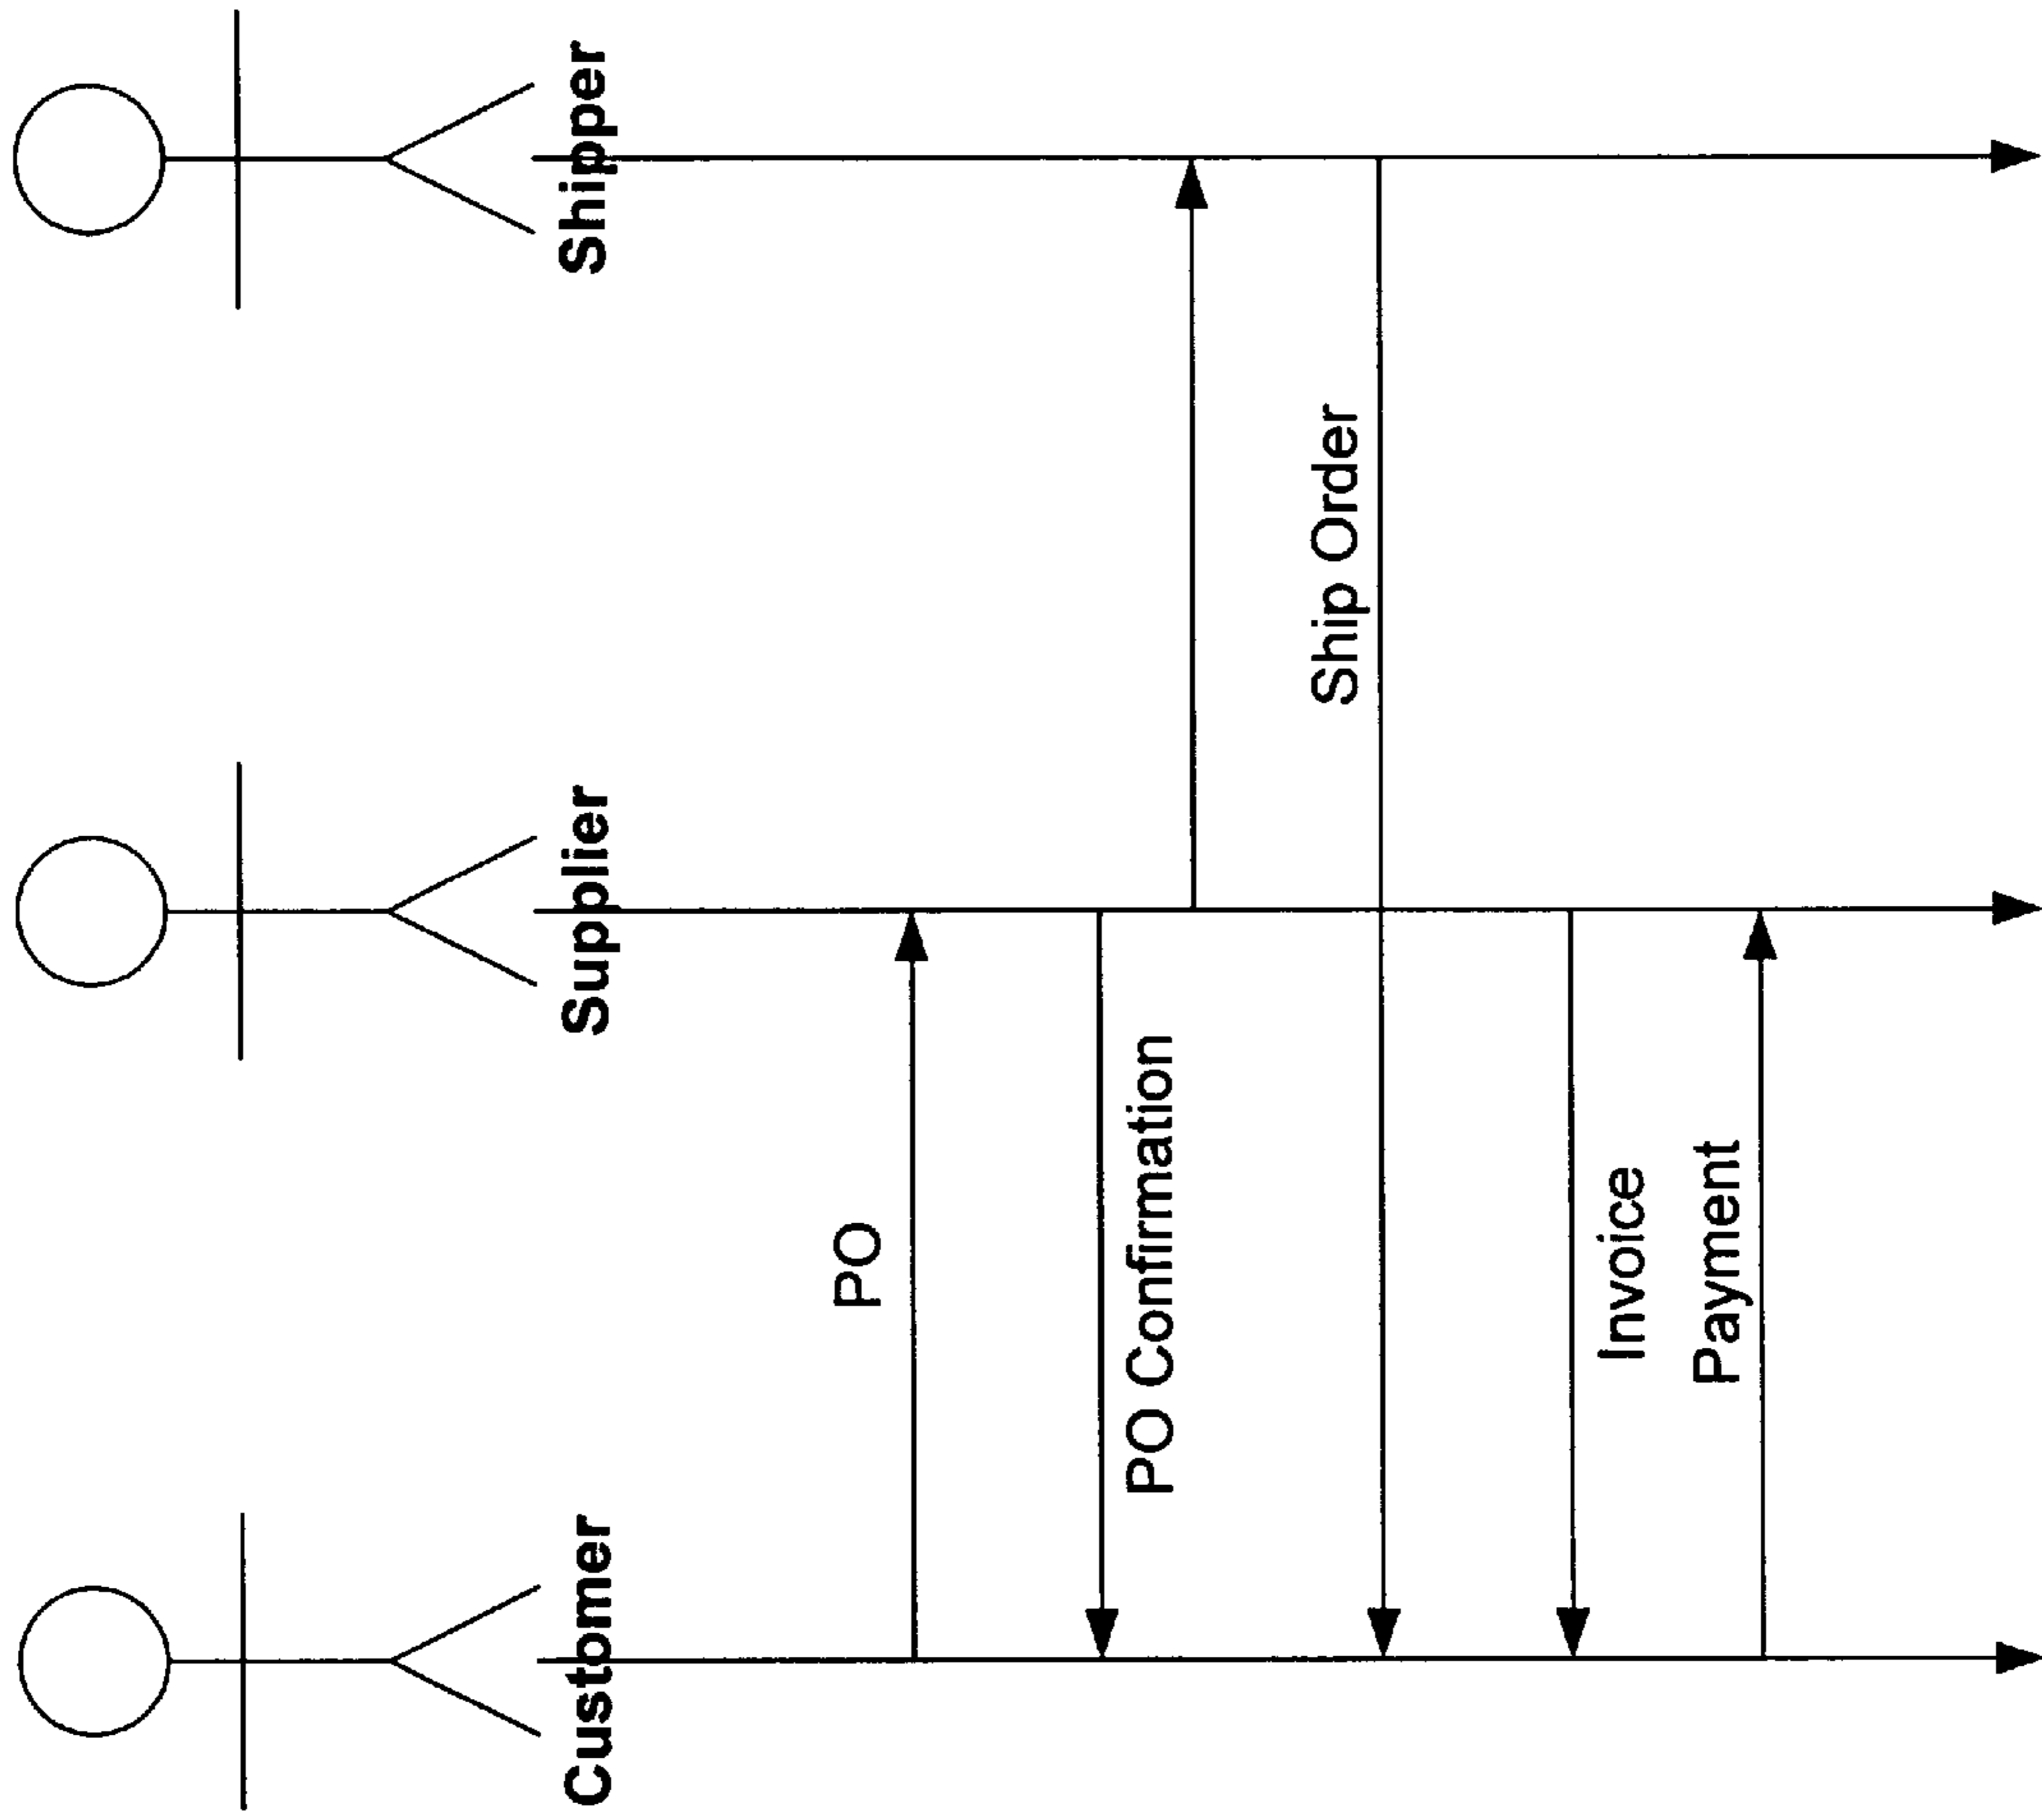 Customer
Supplier
Shipper
PO
PO Confirmation
Ship Order
Invoice
Payment